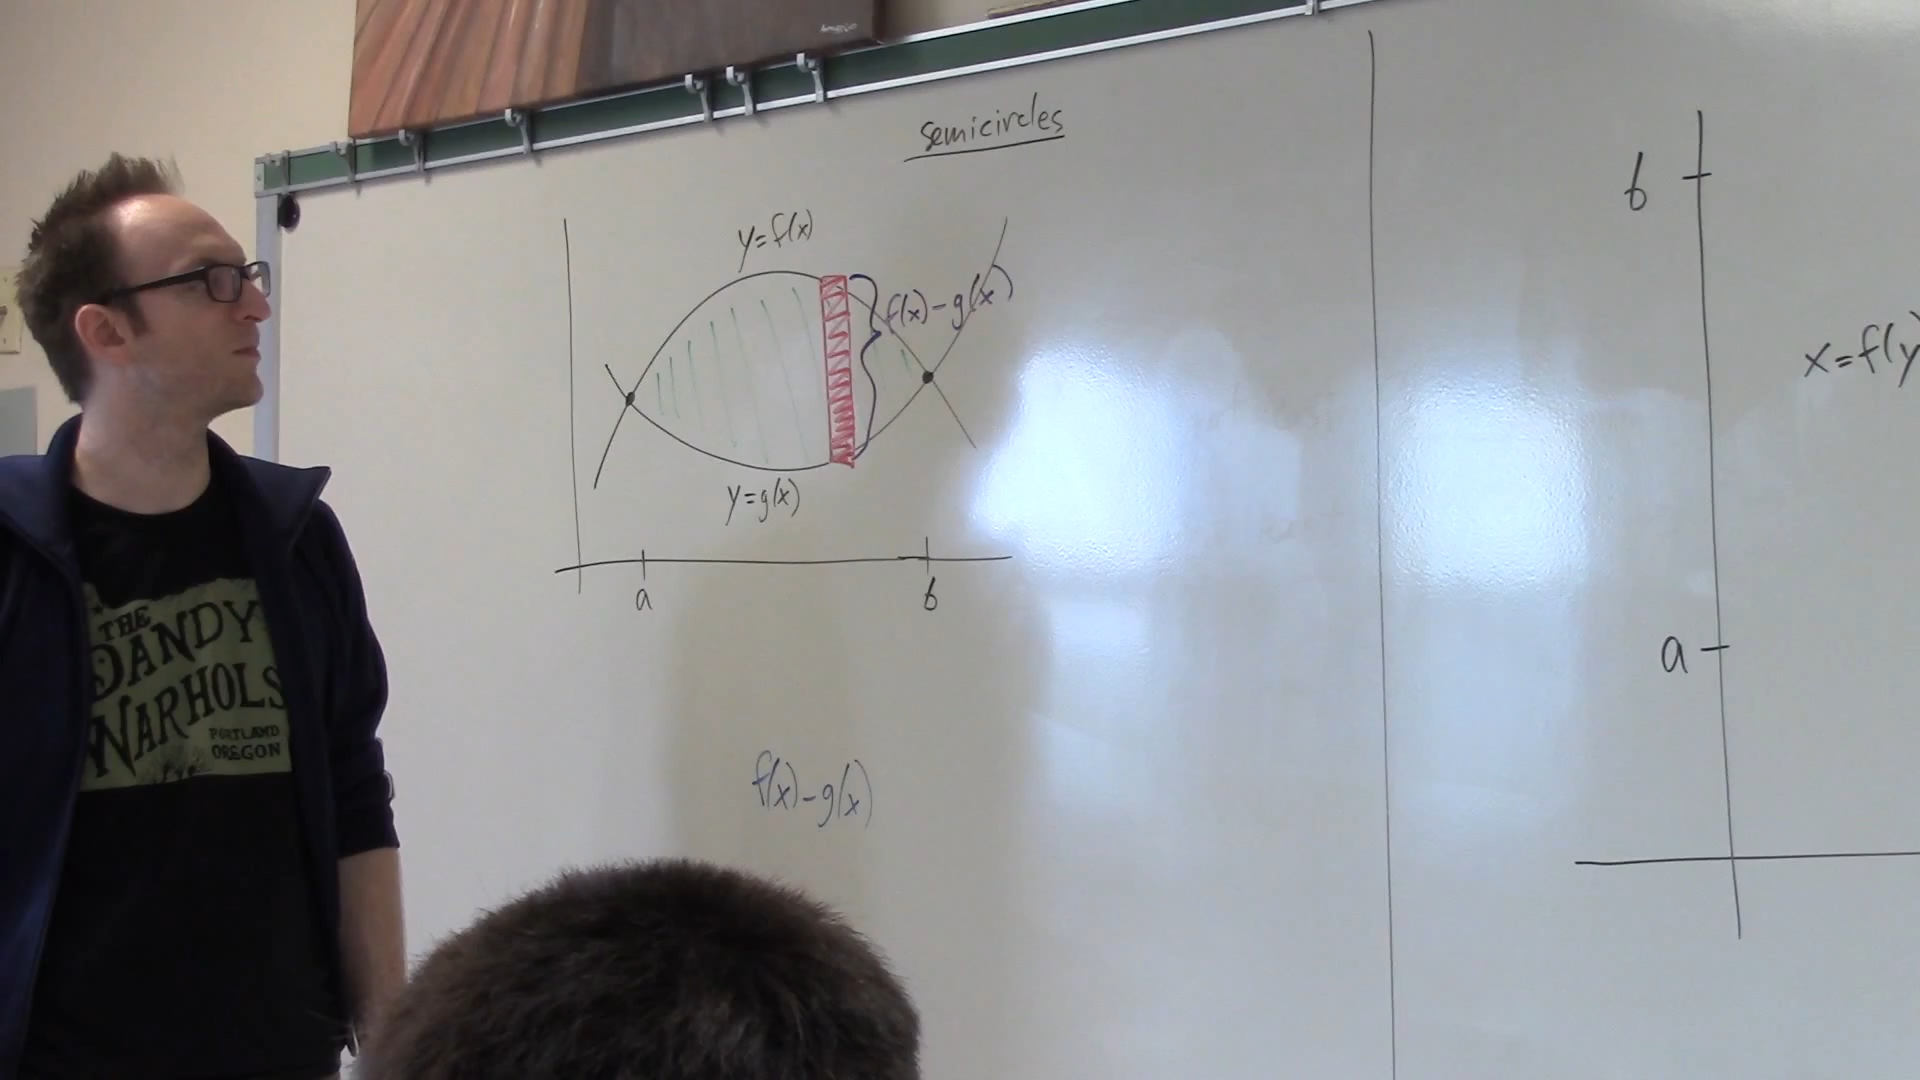 semicircles
y=f(x)
f(x)-g(x)
y=g(x)
a
b
f(x)-g(x)
b
x=f(y)
a
THE
DANDY
WARHOLS
PORTLAND
OREGON